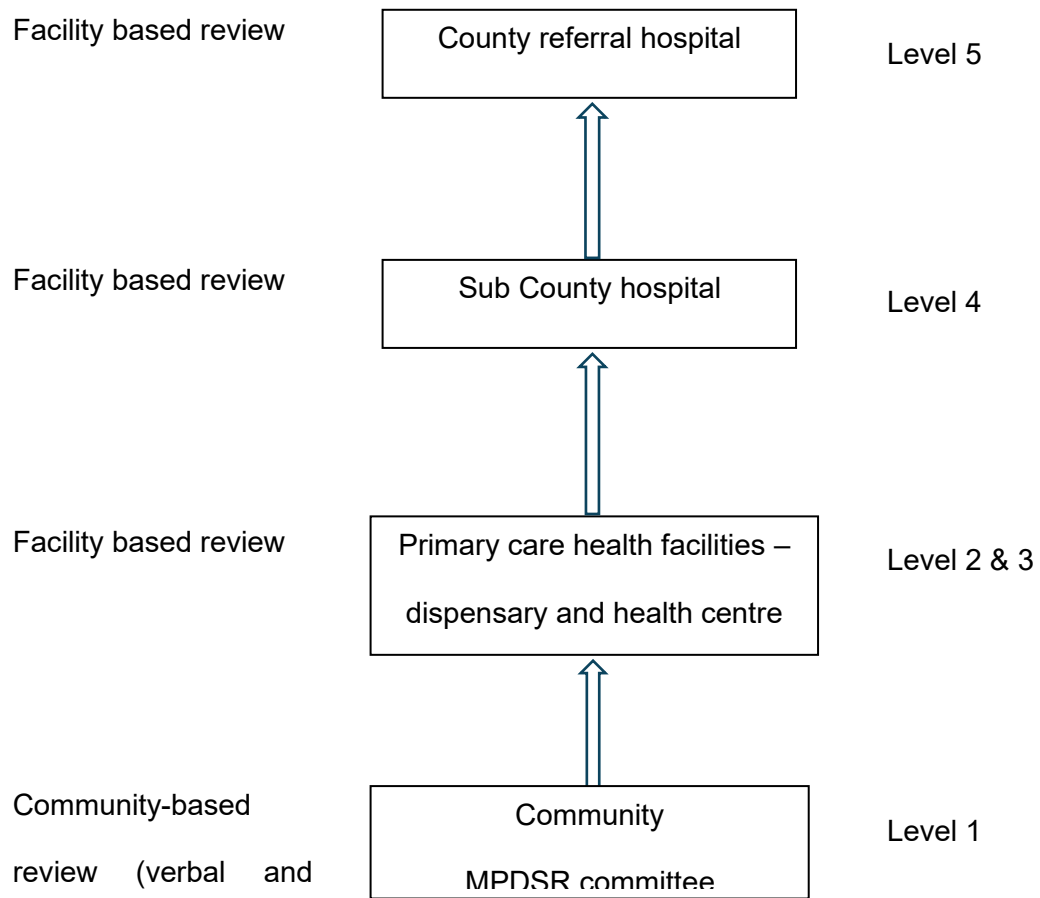 Facility based review
County referral hospital
Level 5
Facility based review
Sub County hospital
Level 4
Facility based review
Primary care health facilities –
dispensary and health centre
Level 2 & 3
Community-based
review (verbal and
Community
MPDSR committee
Level 1